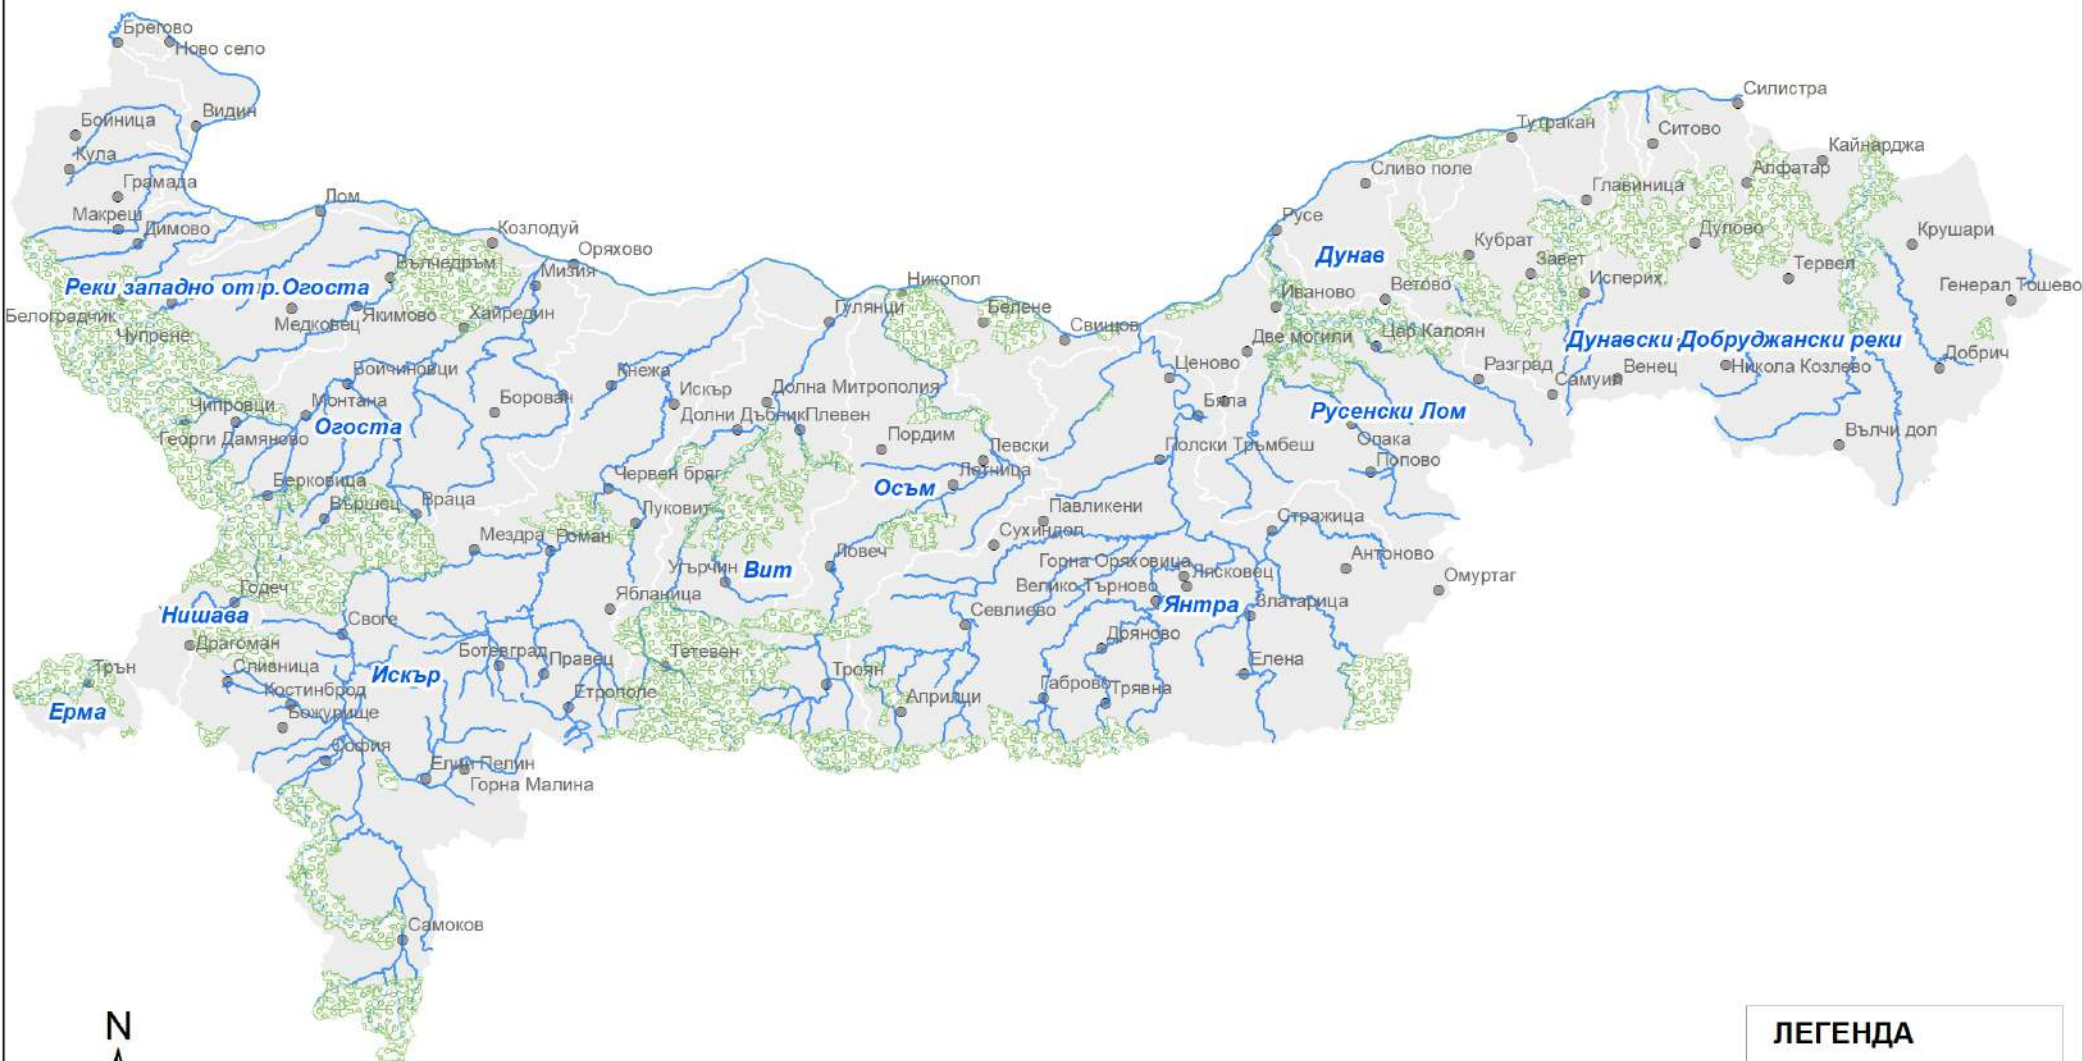 Брегово
Ново село
Видин
Бойница
Кула
Грамада
Макреш
Димово
Лом
Козлодуй
Оряхово
Вълчедръм
Мизия
Реки западно от р.Огоста
Белоградчик
Медковец
Якимово
Хайредин
Чупрене
Войчиновци
Кнежа
Чипровци
Монтана
Борован
Искър
Долна Митрополия
Огоста
Долни Дъбник
Плевен
Георги Дамяново
Берковица
Вършец
Враца
Червен бряг
Луковит
Мездра
Роман
Никопол
Гулянци
Белене
Свищов
Пордим
Левски
Летница
Осъм
Павликени
Сухиндол
Ловеч
Угърчин
Вит
Ябланица
Годеч
Нишава
Своге
Драгоман
Сливница
Костинброд
Божурище
София
Искър
Ботевград
Правец
Етрополе
Тетевен
Троян
Априлци
Севлиево
Трън
Ерма
Елин Пелин
Горна Малина
Самоков
Силистра
Тутракан
Ситово
Кайнарджа
Алфатар
Сливо поле
Главиница
Русе
Дунав
Кубрат
Дулово
Крушари
Завет
Исперих
Тервел
Генерал Тошево
Иваново
Ветово
Две могили
Цар Калоян
Дунавски Добруджански реки
Добрич
Ценово
Разград
Самуил
Венец
Никола Козлево
Бяла
Русенски Лом
Опака
Попово
Вълчи дол
Полски Тръмбеш
Стражица
Антоново
Омуртаг
Горна Оряховица
Лясковец
Велико Търново
Янтра
Златарица
Дряново
Елена
Габрово
Трявна
N
ЛЕГЕНДА